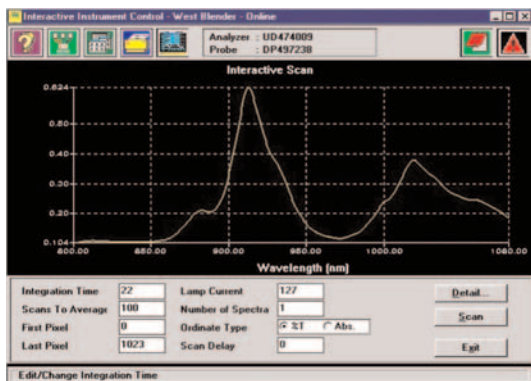 Interactive Instrument Control - West Blender - Online
Analyzer : UD474009
Probe : DP497238
Interactive Scan
0.624
0.50
0.40
0.30
0.20
0.104
800.00 850.00 900.00 950.00 1000.00 1080.00
Wavelength [nm]
Integration Time 22 Lamp Current 127 Detail...
Scans To Average 100 Number of Spectra 1 Scan
First Pixel 0 Ordinate Type %T Abs.
Last Pixel 1023 Scan Delay 0 Exit
Edit/Change Integration Time